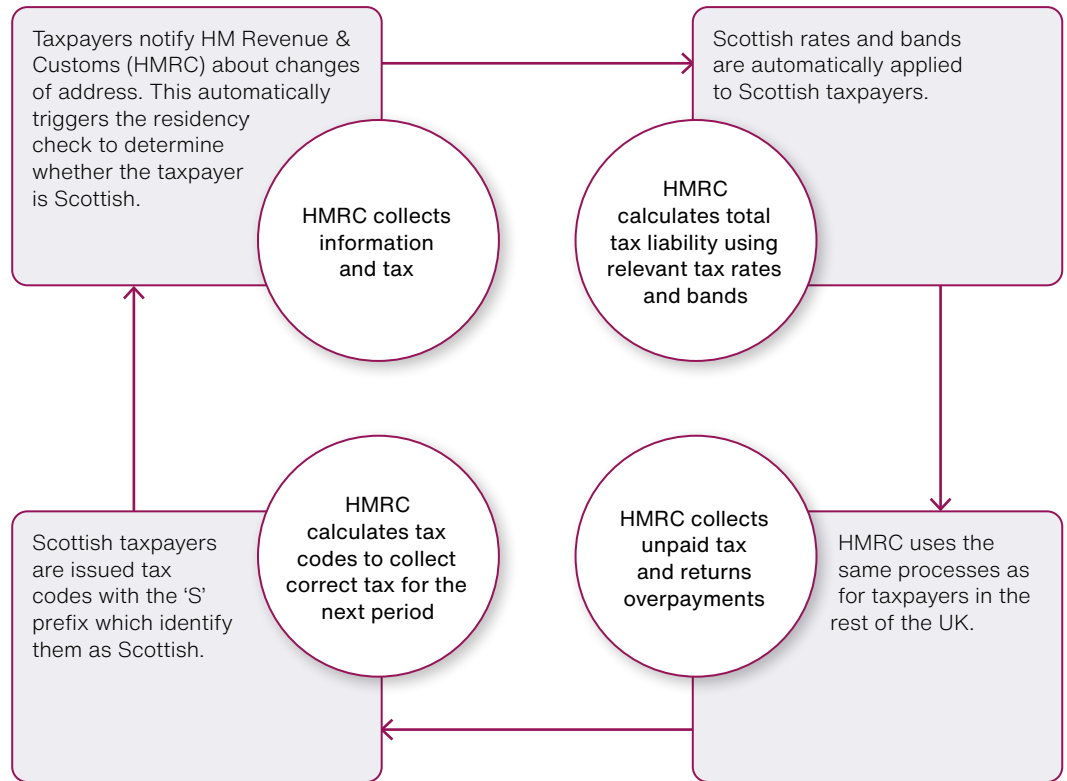 Taxpayers notify HM Revenue &
Customs (HMRC) about changes
of address. This automatically
triggers the residency
check to determine
whether the taxpayer
is Scottish.
HMRC collects
information
and tax
Scottish rates and bands
are automatically applied
to Scottish taxpayers.
HMRC
calculates total
tax liability using
relevant tax rates
and bands
HMRC uses the
same processes as
for taxpayers in the
rest of the UK.
HMRC collects
unpaid tax
and returns
overpayments
Scottish taxpayers
are issued tax
codes with the ‘S’
prefix which identify
them as Scottish.
HMRC
calculates tax
codes to collect
correct tax for the
next period